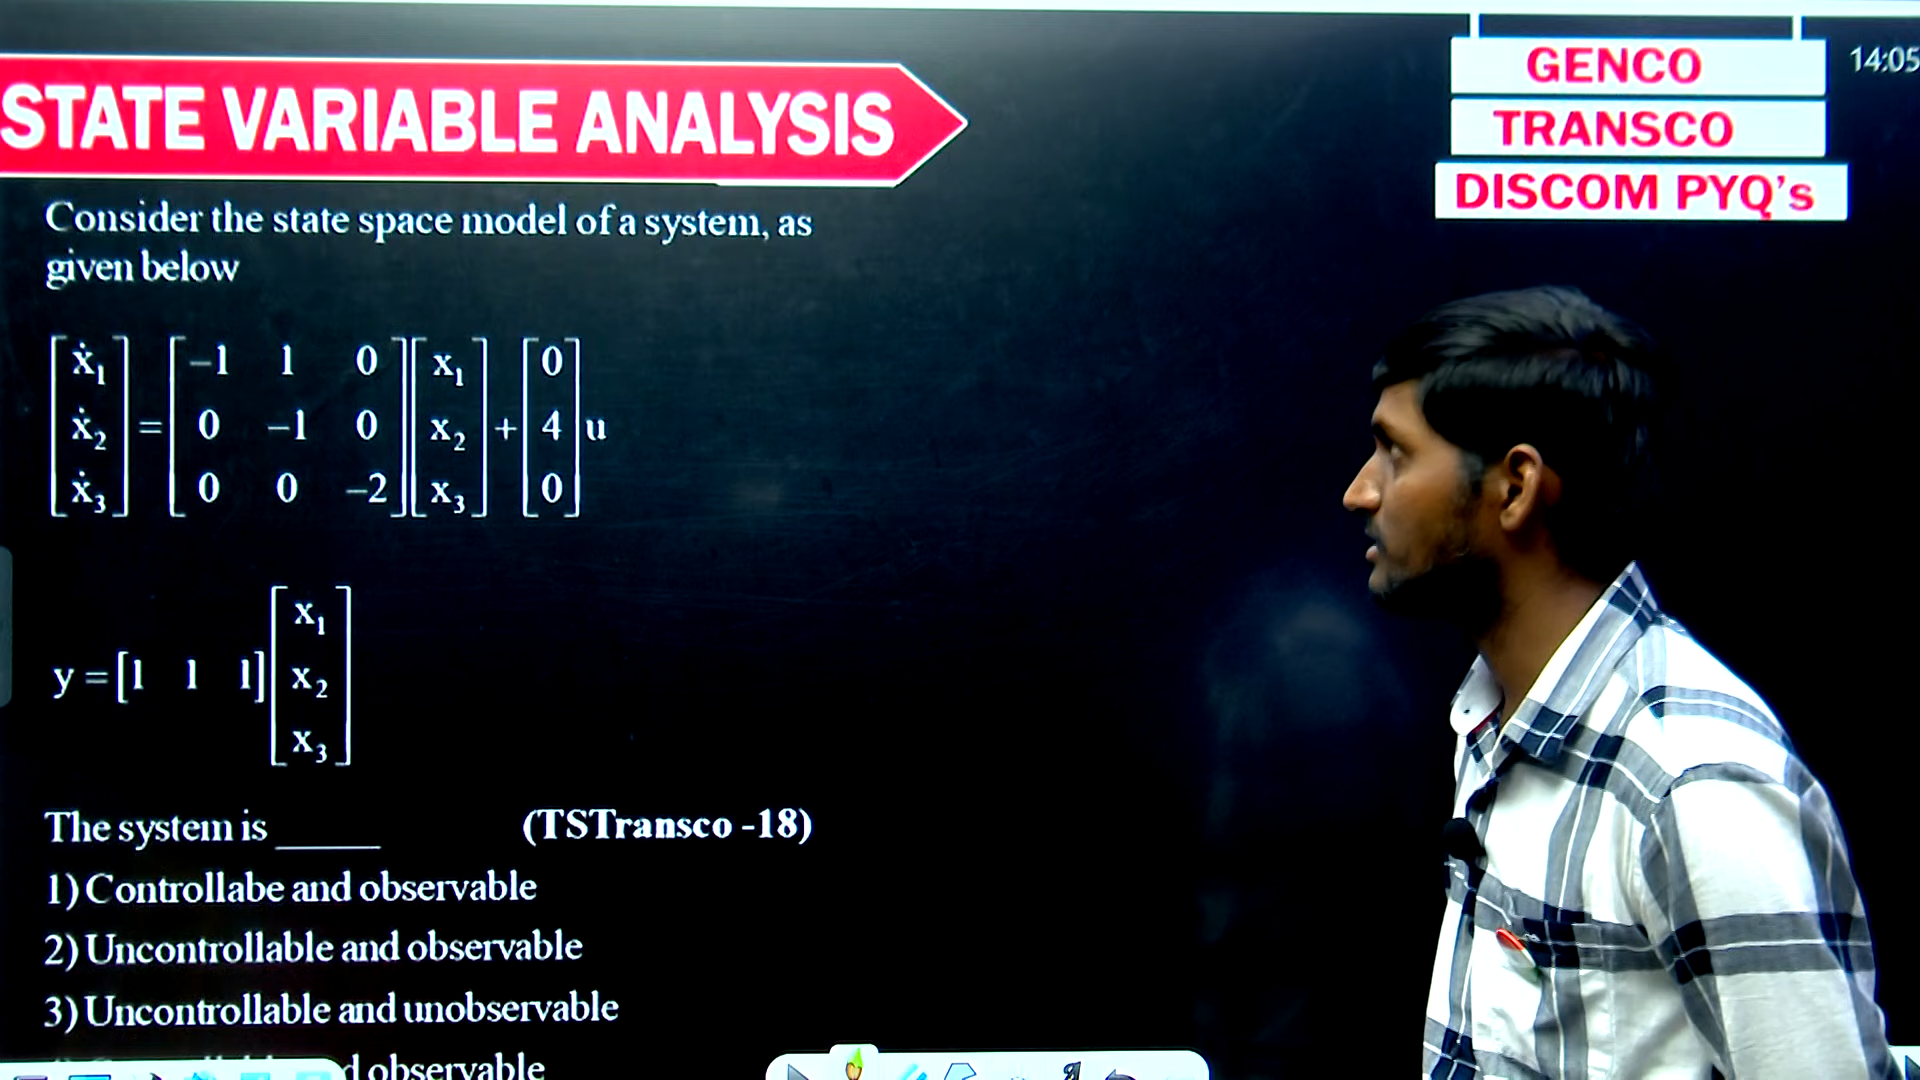 STATE VARIABLE ANALYSIS
GENCO
TRANSCO
DISCOM PYQ's
14:05
Consider the state space model of a system, as
given below
[ẋ₁ ẋ₂ ẋ₃] = [−1 1 0; 0 −1 0; 0 0 −2] [x₁ x₂ x₃] + [0 4 0] u
y = [1 1 1] [x₁ x₂ x₃]
The system is ______ (TSTransco -18)
1) Controllabe and observable
2) Uncontrollable and observable
3) Uncontrollable and unobservable
observable